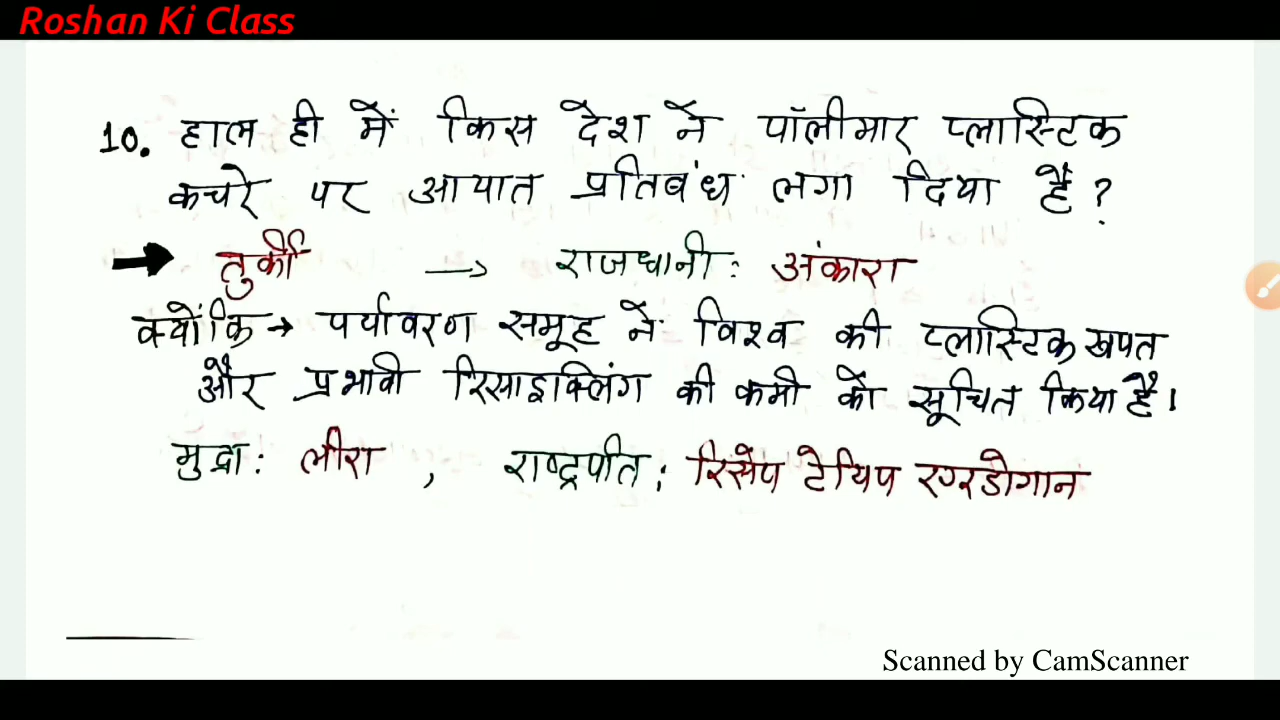 Roshan Ki Class
10. हाल ही में किस देश ने पॉलीमार प्लास्टिक
कचरे पर आयात प्रतिबंध लगा दिया है ?
➡ तुर्की → राजधानी : अंकारा
क्योंकि → पर्यावरण समूह ने विश्व की प्लास्टिक खपत
और प्रभावी रिसाइक्लिंग की कमी को सूचित किया है।
मुद्रा : लीरा , राष्ट्रपति : रिसेप टेयिप एर्दोगान
Scanned by CamScanner